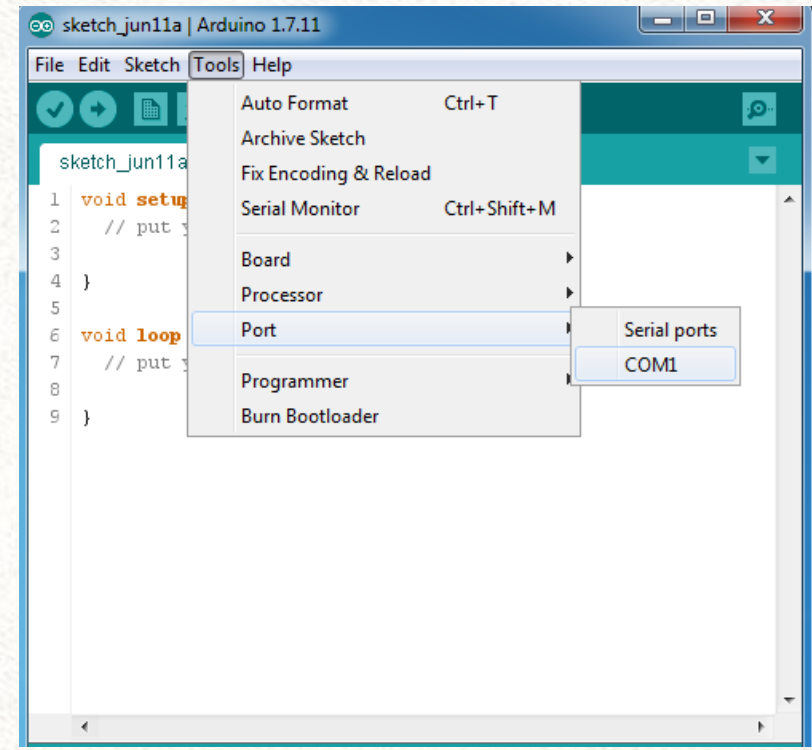 sketch_jun11a | Arduino 1.7.11
File Edit Sketch Tools Help
sketch_jun11a
1 void setup
2 // put
3
4 }
5
6 void loop
7 // put
8
9 }
Auto Format Ctrl+T
Archive Sketch
Fix Encoding & Reload
Serial Monitor Ctrl+Shift+M
Board
Processor
Port
Programmer
Burn Bootloader
Serial ports
COM1